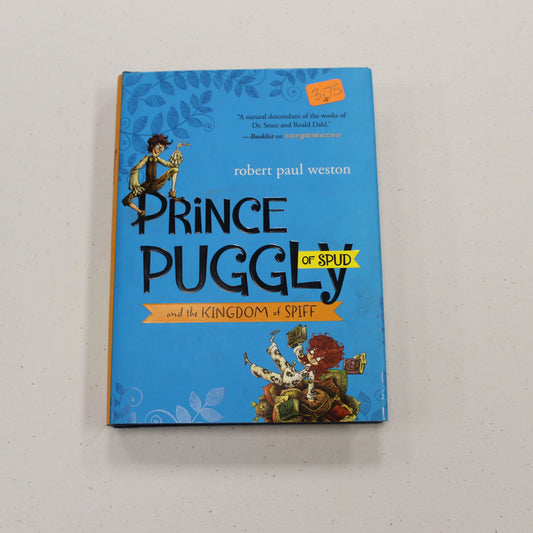 3.75
s
"A natural descendant of the works of
Dr. Seuss and Roald Dahl."
—Booklist on zorgamazoo
robert paul weston
PRiNCE
PUGGLy
OF SPUD
and the KINGDOM of SPIFF